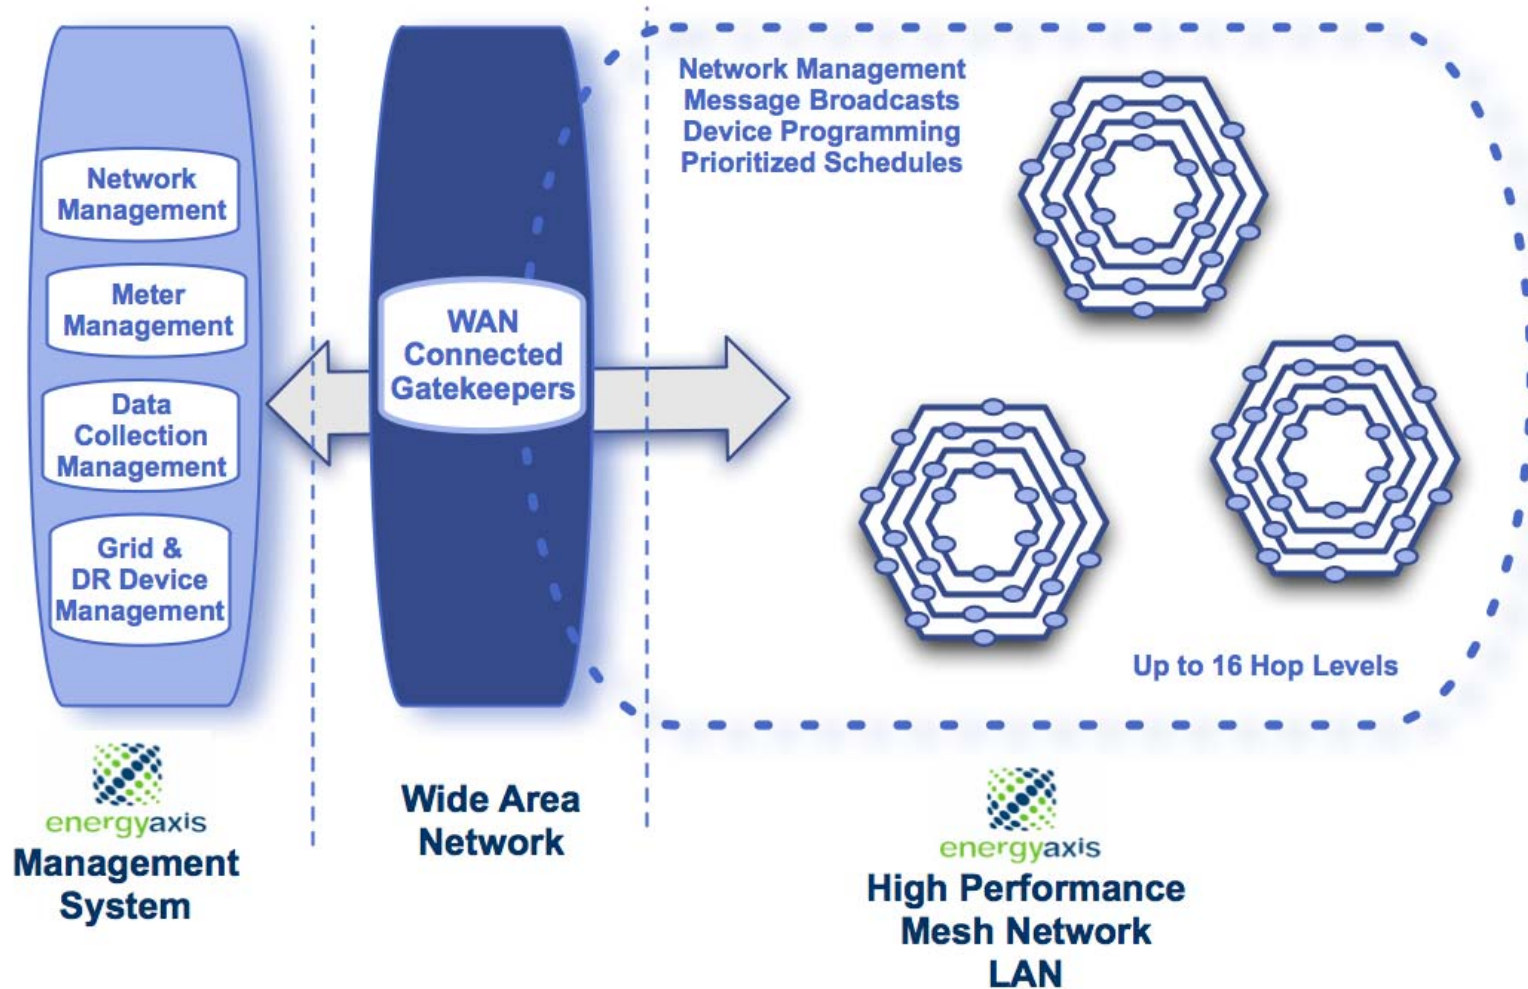 Network
Management
Meter
Management
Data
Collection
Management
Grid &
DR Device
Management
energyaxis
Management
System
WAN
Connected
Gatekeepers
Wide Area
Network
Network Management
Message Broadcasts
Device Programming
Prioritized Schedules
Up to 16 Hop Levels
energyaxis
High Performance
Mesh Network
LAN